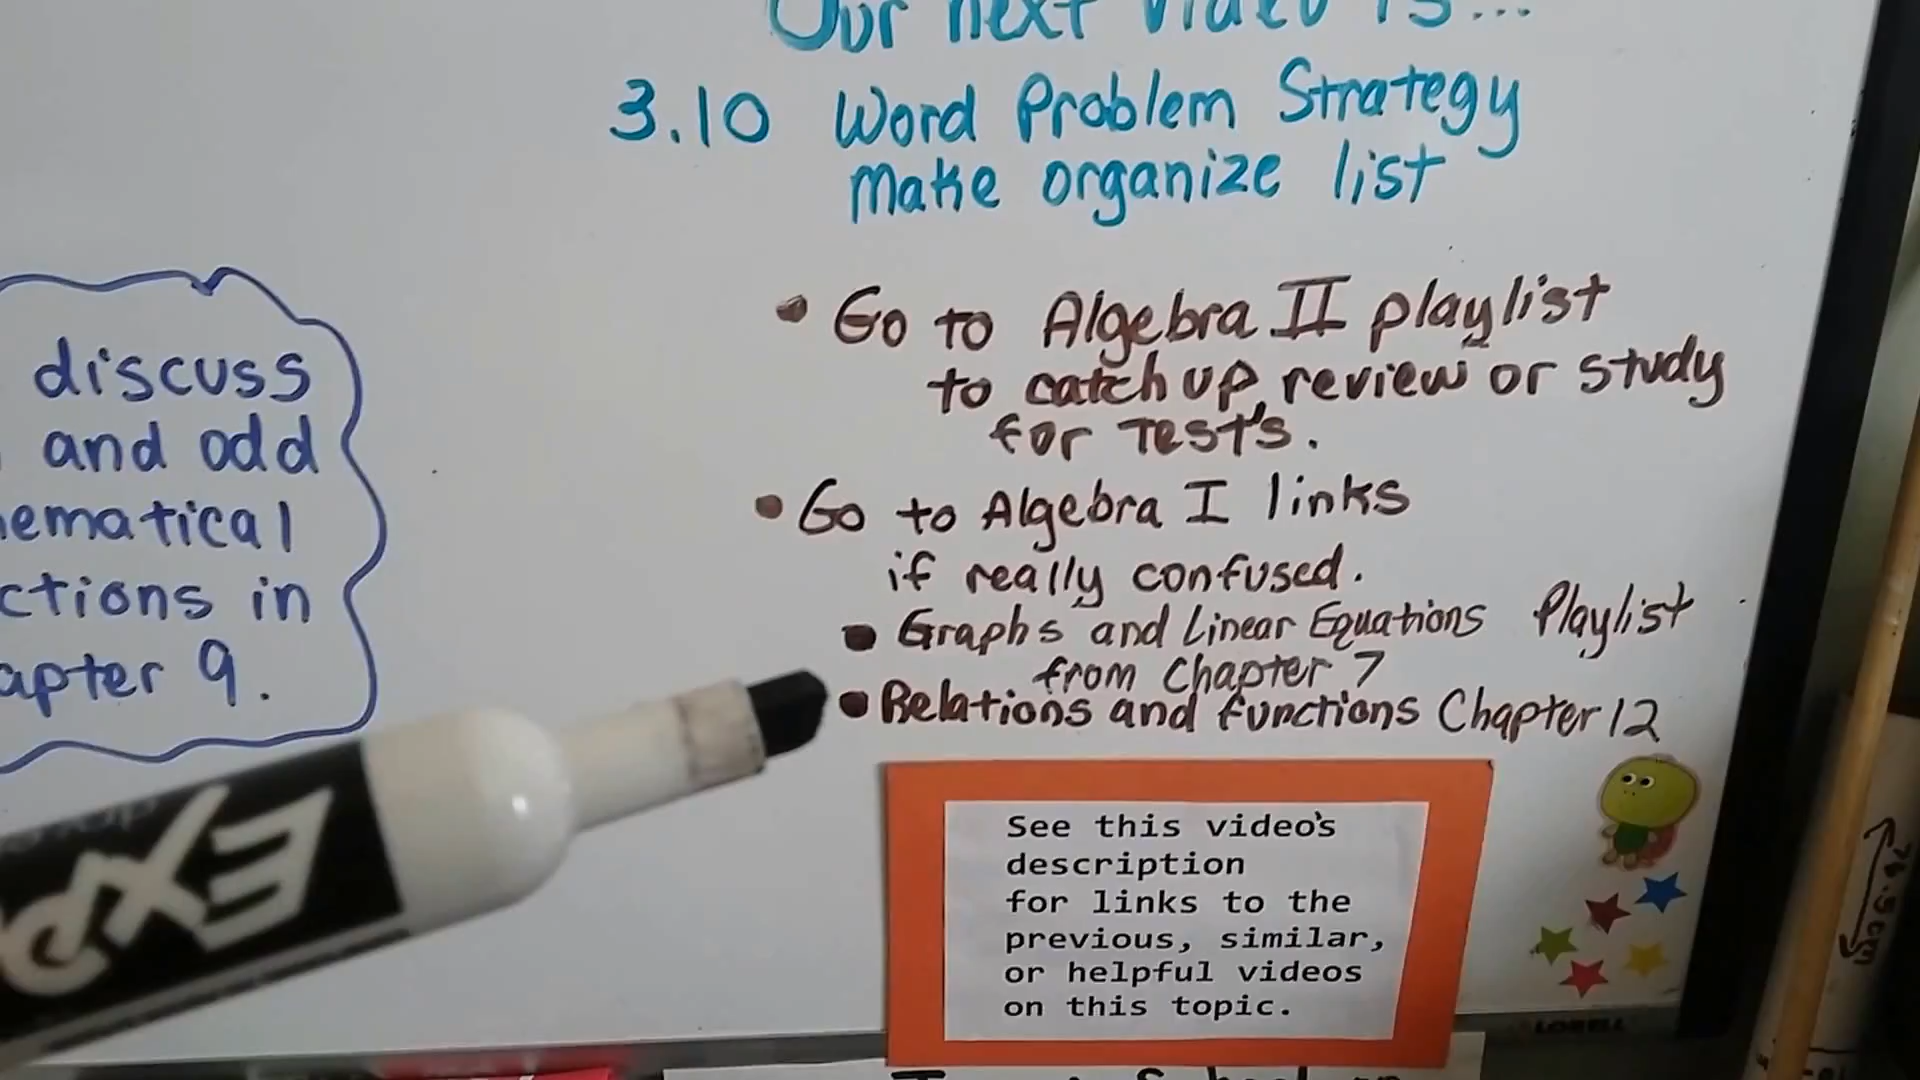 Our next video is...
3.10 Word Problem Strategy
make organize list
discuss
and odd
ematical
ctions in
apter 9.
• Go to Algebra II playlist
to catch up, review or study
for Test's.
• Go to Algebra I links
if really confused.
• Graphs and Linear Equations Playlist
from Chapter 7
• Relations and functions Chapter 12
EXPO
See this video's
description
for links to the
previous, similar,
or helpful videos
on this topic.